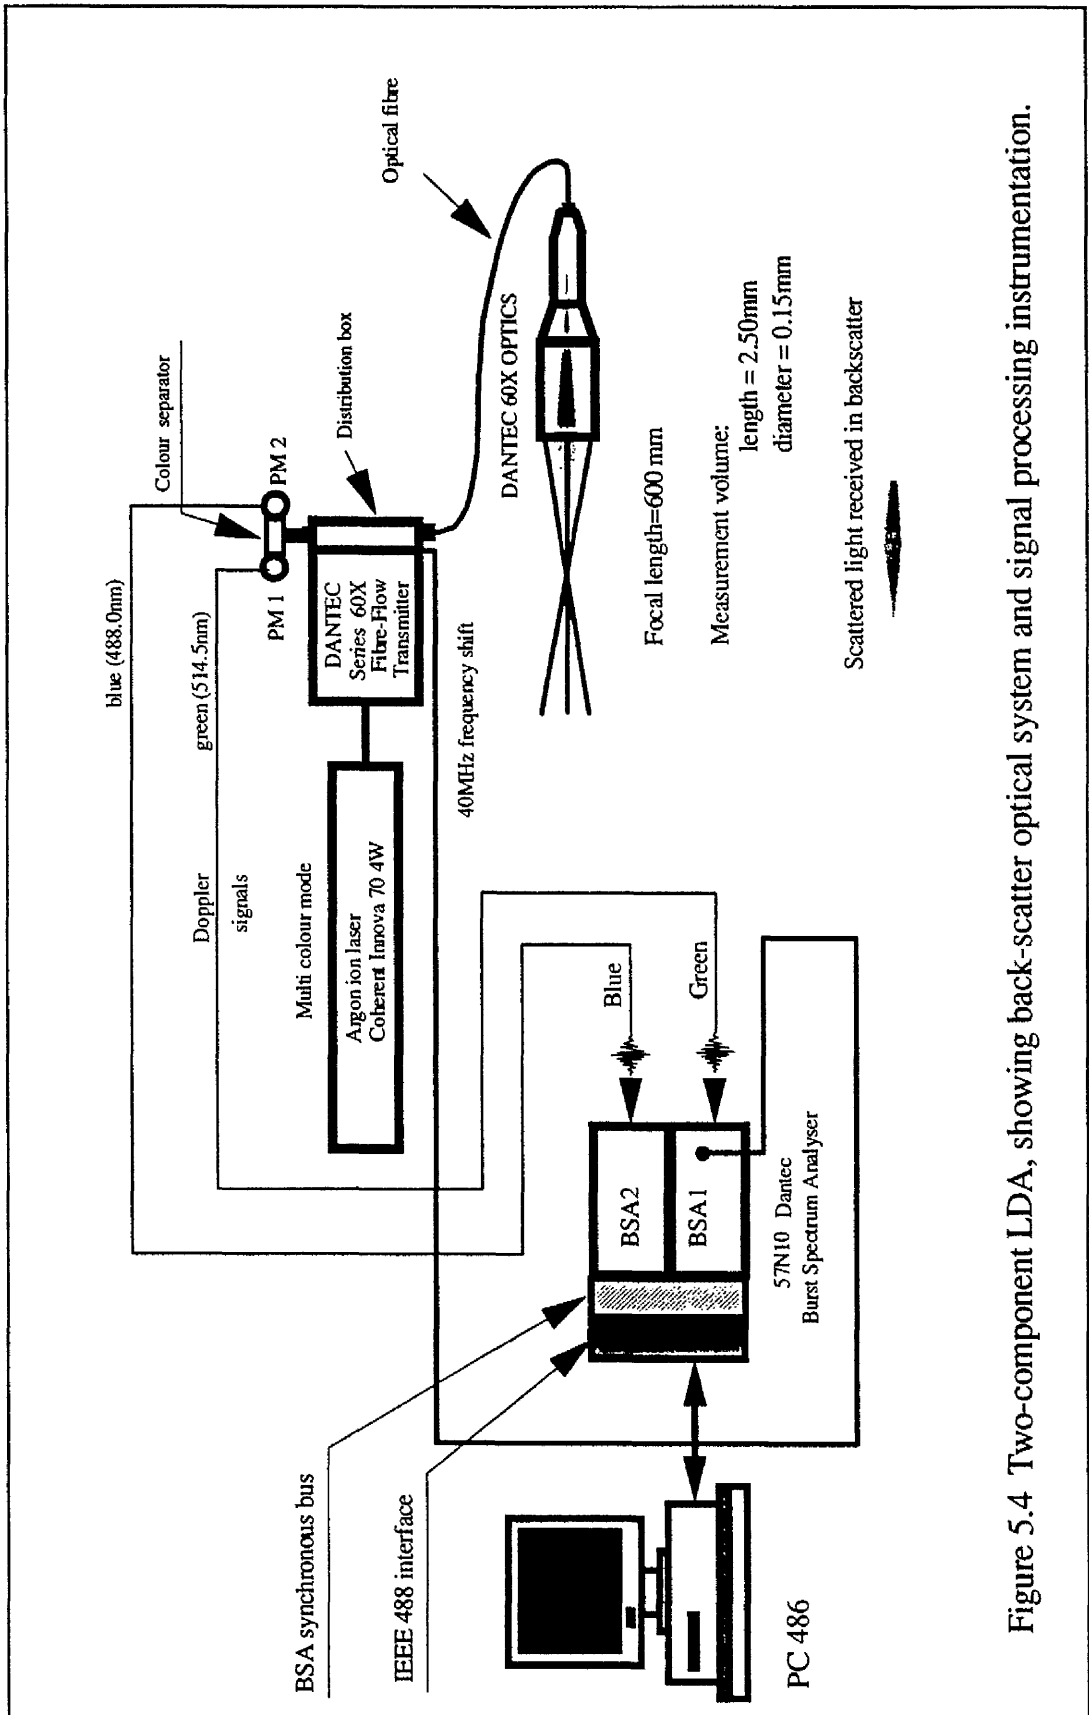 blue (488.0nm)
green (514.5nm)
Doppler
signals
Colour separator
PM 1
PM 2
Distribution box
Optical fibre
Multi colour mode
Argon ion laser
Coherent Innova 70 4W
DANTEC
Series 60X
Fibre-Flow
Transmitter
40MHz frequency shift
DANTEC 60X OPTICS
Focal length=600 mm
Measurement volume:
length = 2.50mm
diameter = 0.15mm
Scattered light received in backscatter
BSA synchronous bus
IEEE 488 interface
Blue
Green
BSA2
BSA1
57N10 Dantec
Burst Spectrum Analyser
PC 486
Figure 5.4 Two-component LDA, showing back-scatter optical system and signal processing instrumentation.